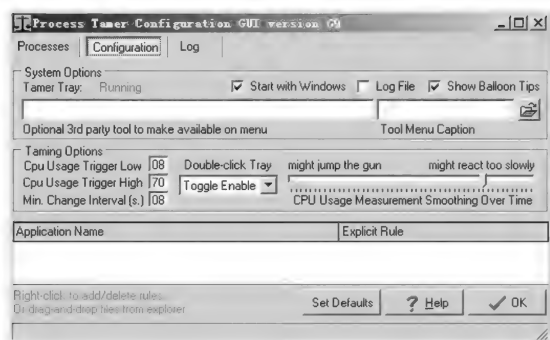 Process Tamer Configuration GUI version G9
Processes Configuration Log
System Options
Tamer Tray: Running Start with Windows Log File Show Balloon Tips
Optional 3rd party tool to make available on menu Tool Menu Caption
Taming Options
Cpu Usage Trigger Low 08 Double-click Tray might jump the gun might react too slowly
Cpu Usage Trigger High 70 Toggle Enable
Min. Change Interval (s.) 08 CPU Usage Measurement Smoothing Over Time
Application Name Explicit Rule
Right-click to add/delete rules.
Or drag-and-drop files from explorer
Set Defaults ? Help OK